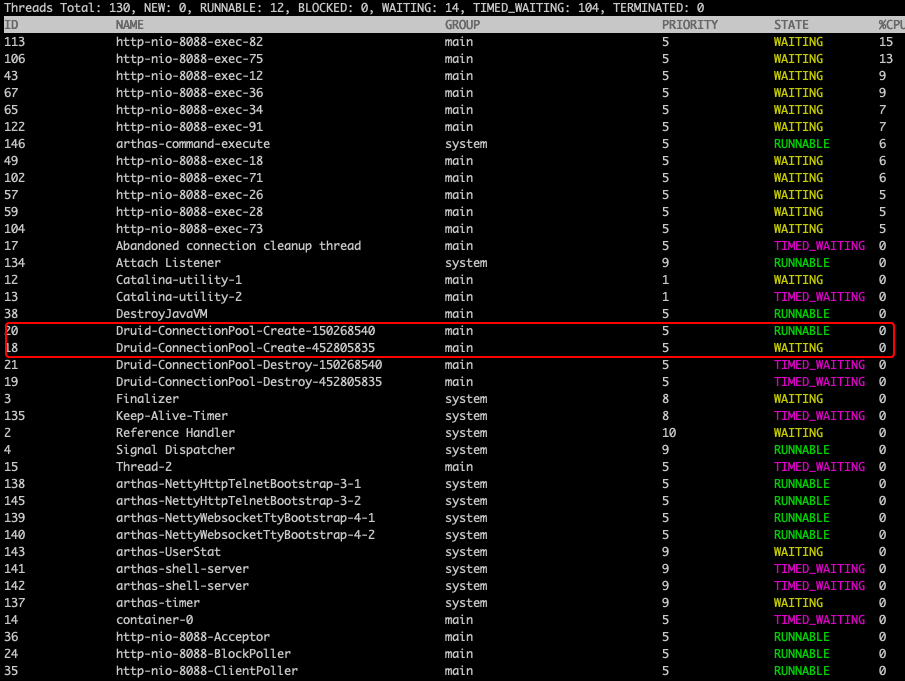 Threads Total: 130, NEW: 0, RUNNABLE: 12, BLOCKED: 0, WAITING: 14, TIMED_WAITING: 104, TERMINATED: 0
ID NAME GROUP PRIORITY STATE %CPU
113 http-nio-8088-exec-82 main 5 WAITING 15
106 http-nio-8088-exec-75 main 5 WAITING 13
43 http-nio-8088-exec-12 main 5 WAITING 9
67 http-nio-8088-exec-36 main 5 WAITING 9
65 http-nio-8088-exec-34 main 5 WAITING 7
122 http-nio-8088-exec-91 main 5 WAITING 7
146 arthas-command-execute system 5 RUNNABLE 6
49 http-nio-8088-exec-18 main 5 WAITING 6
102 http-nio-8088-exec-71 main 5 WAITING 6
57 http-nio-8088-exec-26 main 5 WAITING 5
59 http-nio-8088-exec-28 main 5 WAITING 5
104 http-nio-8088-exec-73 main 5 WAITING 5
17 Abandoned connection cleanup thread main 5 TIMED_WAITING 0
134 Attach Listener system 9 RUNNABLE 0
12 Catalina-utility-1 main 1 WAITING 0
13 Catalina-utility-2 main 1 TIMED_WAITING 0
38 DestroyJavaVM main 5 RUNNABLE 0
20 Druid-ConnectionPool-Create-150268540 main 5 RUNNABLE 0
18 Druid-ConnectionPool-Create-452805835 main 5 WAITING 0
21 Druid-ConnectionPool-Destroy-150268540 main 5 TIMED_WAITING 0
19 Druid-ConnectionPool-Destroy-452805835 main 5 TIMED_WAITING 0
3 Finalizer system 8 WAITING 0
135 Keep-Alive-Timer system 8 TIMED_WAITING 0
2 Reference Handler system 10 WAITING 0
4 Signal Dispatcher system 9 RUNNABLE 0
15 Thread-2 main 5 TIMED_WAITING 0
138 arthas-NettyHttpTelnetBootstrap-3-1 system 5 RUNNABLE 0
145 arthas-NettyHttpTelnetBootstrap-3-2 system 5 RUNNABLE 0
139 arthas-NettyWebsocketTtyBootstrap-4-1 system 5 RUNNABLE 0
140 arthas-NettyWebsocketTtyBootstrap-4-2 system 5 RUNNABLE 0
143 arthas-UserStat system 9 WAITING 0
141 arthas-shell-server system 9 TIMED_WAITING 0
142 arthas-shell-server system 9 TIMED_WAITING 0
137 arthas-timer system 9 WAITING 0
14 container-0 main 5 TIMED_WAITING 0
36 http-nio-8088-Acceptor main 5 RUNNABLE 0
24 http-nio-8088-BlockPoller main 5 RUNNABLE 0
35 http-nio-8088-ClientPoller main 5 RUNNABLE 0